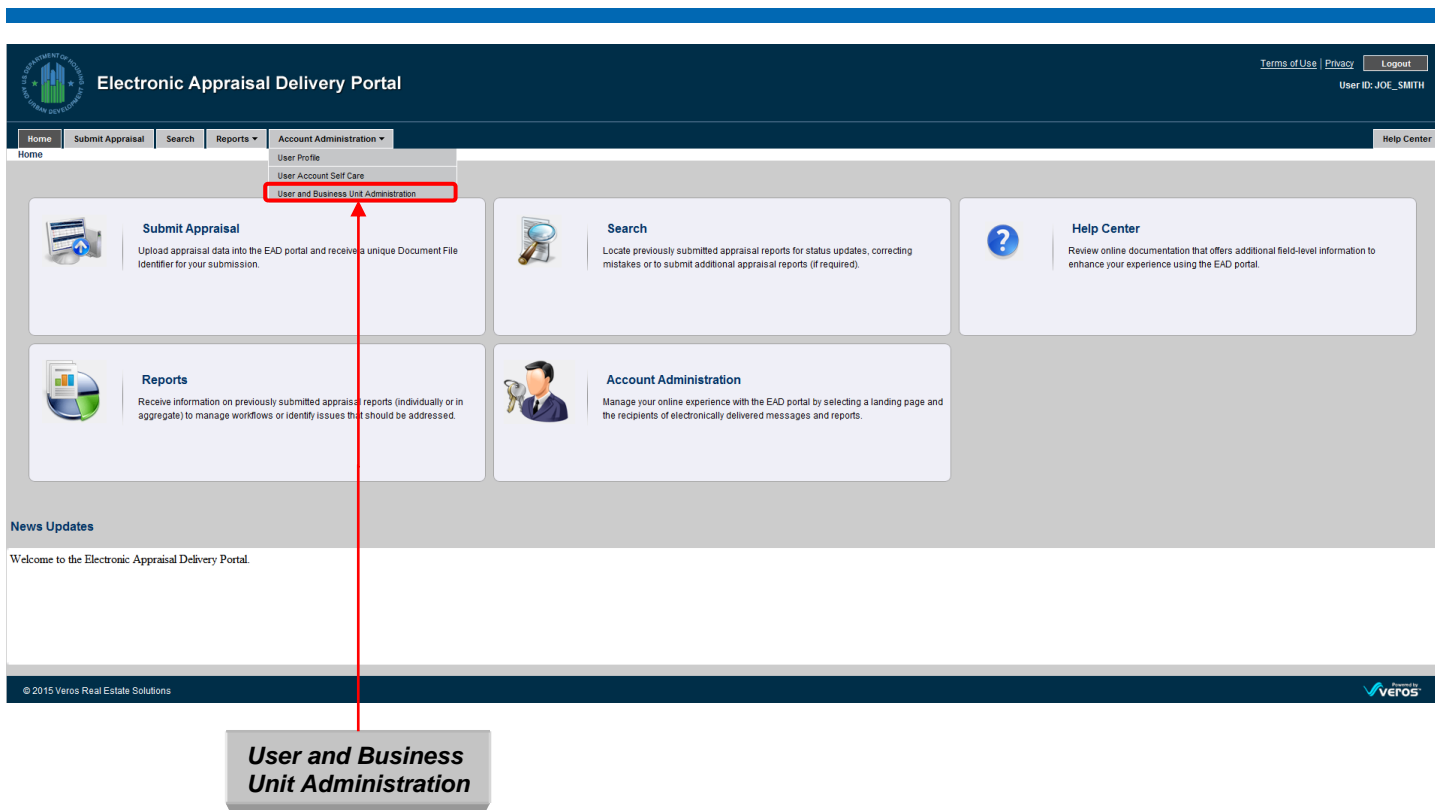 U.S. DEPARTMENT OF HOUSING AND URBAN DEVELOPMENT
Electronic Appraisal Delivery Portal
Terms of Use | Privacy Logout
User ID: JOE_SMITH
Home Submit Appraisal Search Reports ▾ Account Administration ▾ Help Center
Home
User Profile
User Account Self Care
User and Business Unit Administration
Submit Appraisal
Upload appraisal data into the EAD portal and receive a unique Document File
Identifier for your submission.
Search
Locate previously submitted appraisal reports for status updates, correcting
mistakes or to submit additional appraisal reports (if required).
Help Center
Review online documentation that offers additional field-level information to
enhance your experience using the EAD portal.
Reports
Receive information on previously submitted appraisal reports (individually or in
aggregate) to manage workflows or identify issues that should be addressed.
Account Administration
Manage your online experience with the EAD portal by selecting a landing page and
the recipients of electronically delivered messages and reports.
News Updates
Welcome to the Electronic Appraisal Delivery Portal.
© 2015 Veros Real Estate Solutions
Powered by
veros
User and Business
Unit Administration